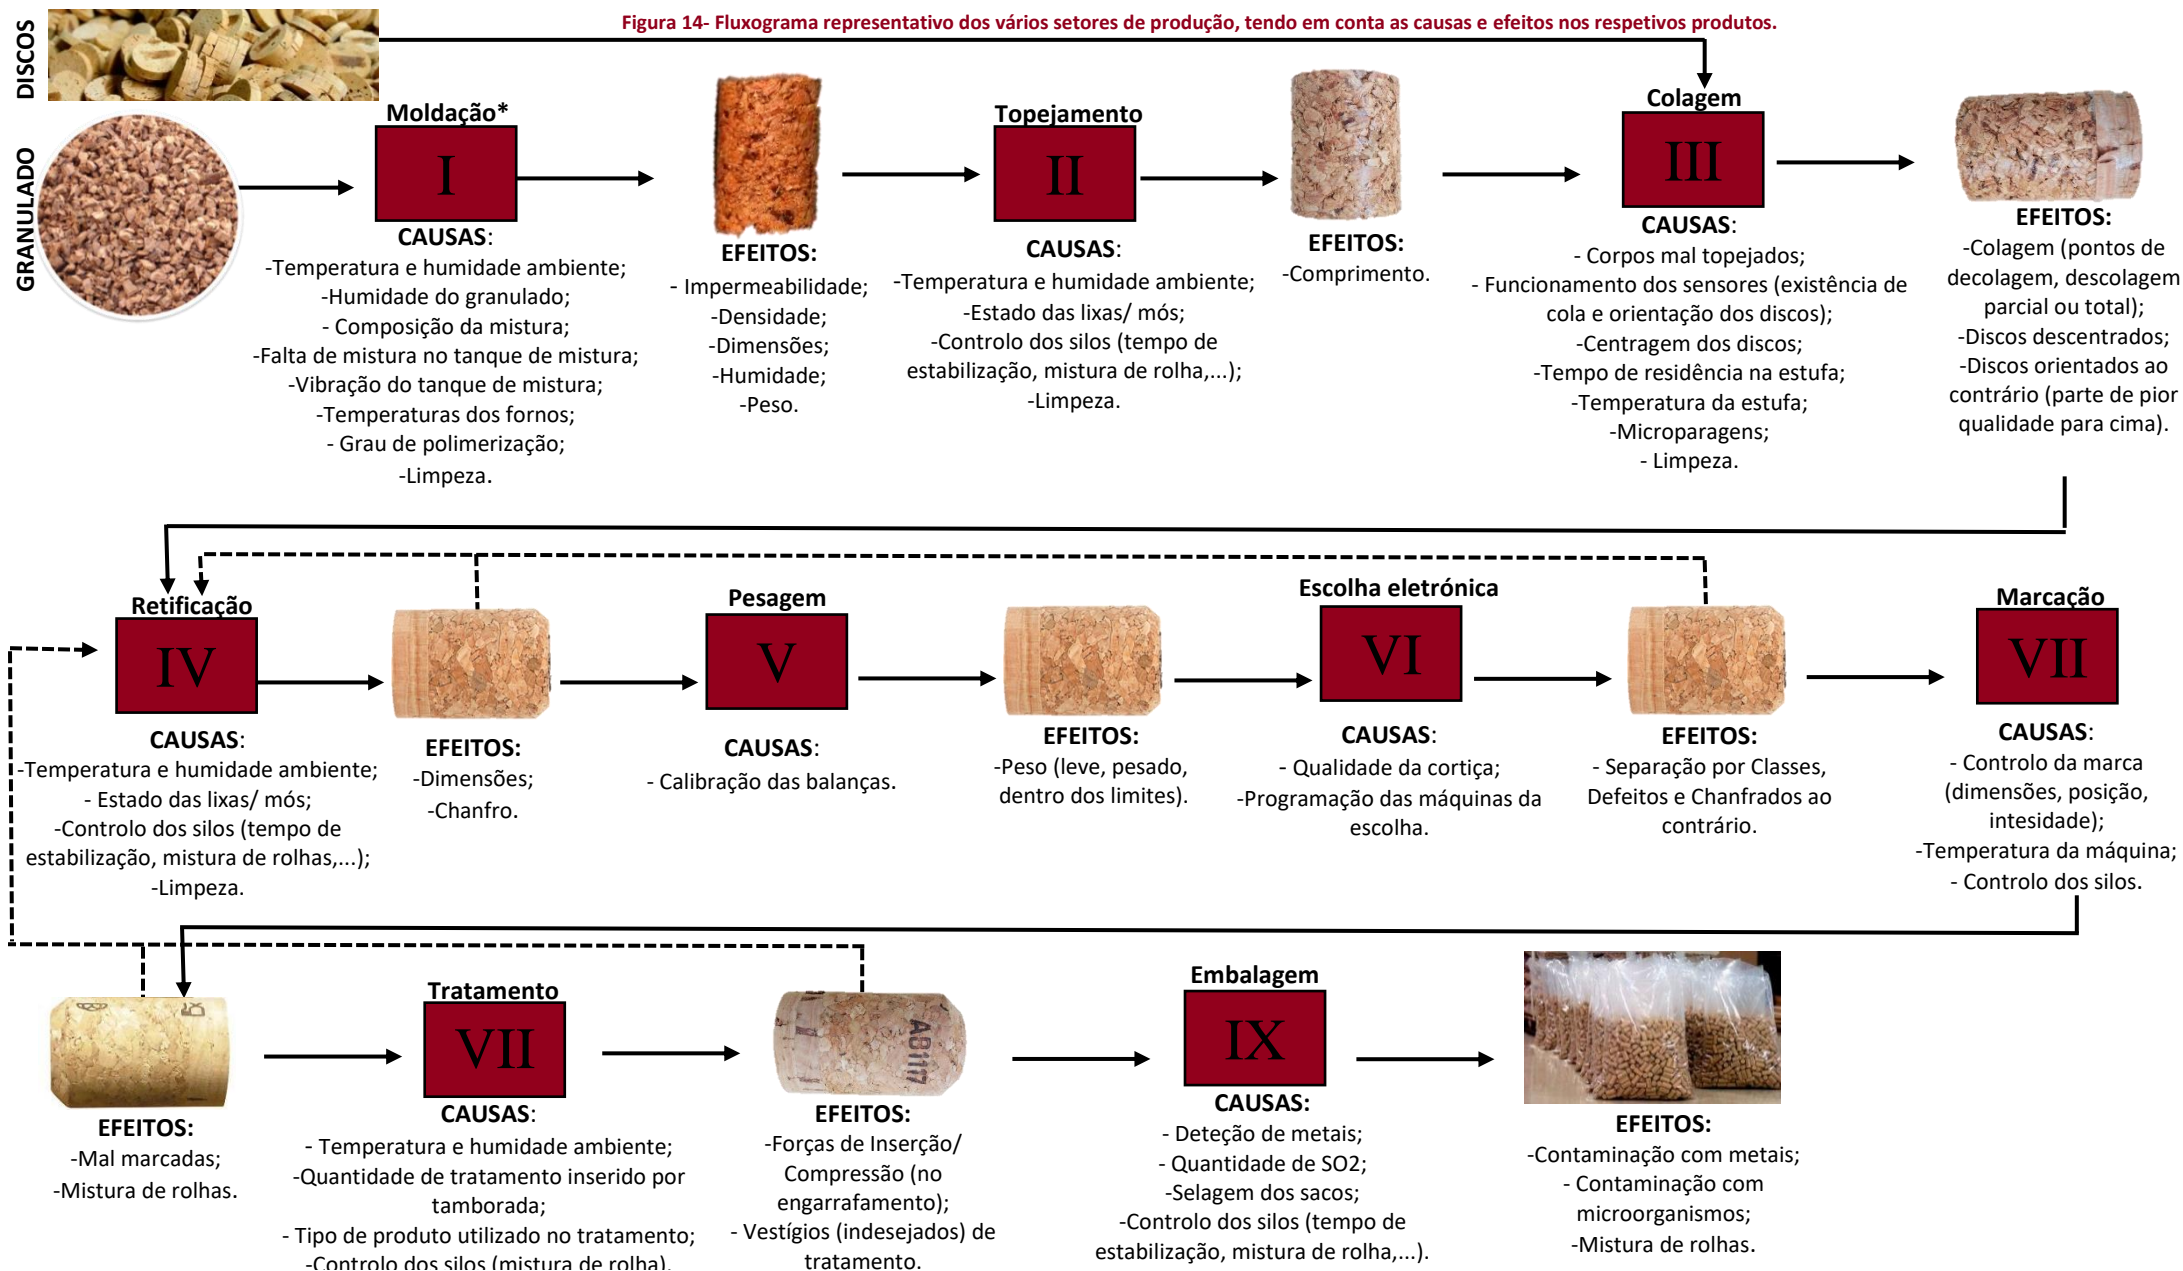 Figura 14- Fluxograma representativo dos vários setores de produção, tendo em conta as causas e efeitos nos respetivos produtos.
DISCOS
GRANULADO
Moldação*
I
CAUSAS:
-Temperatura e humidade ambiente;
-Humidade do granulado;
- Composição da mistura;
-Falta de mistura no tanque de mistura;
-Vibração do tanque de mistura;
-Temperaturas dos fornos;
- Grau de polimerização;
-Limpeza.
EFEITOS:
- Impermeabilidade;
-Densidade;
-Dimensões;
-Humidade;
-Peso.
Topejamento
II
CAUSAS:
-Temperatura e humidade ambiente;
-Estado das lixas/ mós;
-Controlo dos silos (tempo de
estabilização, mistura de rolha,...);
-Limpeza.
EFEITOS:
-Comprimento.
Colagem
III
CAUSAS:
- Corpos mal topejados;
- Funcionamento dos sensores (existência de
cola e orientação dos discos);
-Centragem dos discos;
-Tempo de residência na estufa;
-Temperatura da estufa;
-Microparagens;
- Limpeza.
EFEITOS:
-Colagem (pontos de
decolagem, descolagem
parcial ou total);
-Discos descentrados;
-Discos orientados ao
contrário (parte de pior
qualidade para cima).
Retificação
IV
CAUSAS:
-Temperatura e humidade ambiente;
- Estado das lixas/ mós;
-Controlo dos silos (tempo de
estabilização, mistura de rolhas,...);
-Limpeza.
EFEITOS:
-Dimensões;
-Chanfro.
Pesagem
V
CAUSAS:
- Calibração das balanças.
EFEITOS:
-Peso (leve, pesado,
dentro dos limites).
Escolha eletrónica
VI
CAUSAS:
- Qualidade da cortiça;
-Programação das máquinas da
escolha.
EFEITOS:
- Separação por Classes,
Defeitos e Chanfrados ao
contrário.
Marcação
VII
CAUSAS:
- Controlo da marca
(dimensões, posição,
intesidade);
-Temperatura da máquina;
- Controlo dos silos.
EFEITOS:
-Mal marcadas;
-Mistura de rolhas.
Tratamento
VII
CAUSAS:
- Temperatura e humidade ambiente;
-Quantidade de tratamento inserido por
tamborada;
- Tipo de produto utilizado no tratamento;
-Controlo dos silos (mistura de rolha).
AB1117
EFEITOS:
-Forças de Inserção/
Compressão (no
engarrafamento);
- Vestígios (indesejados) de
tratamento.
Embalagem
IX
CAUSAS:
- Deteção de metais;
- Quantidade de SO2;
-Selagem dos sacos;
-Controlo dos silos (tempo de
estabilização, mistura de rolha,...).
EFEITOS:
-Contaminação com metais;
- Contaminação com
microorganismos;
-Mistura de rolhas.